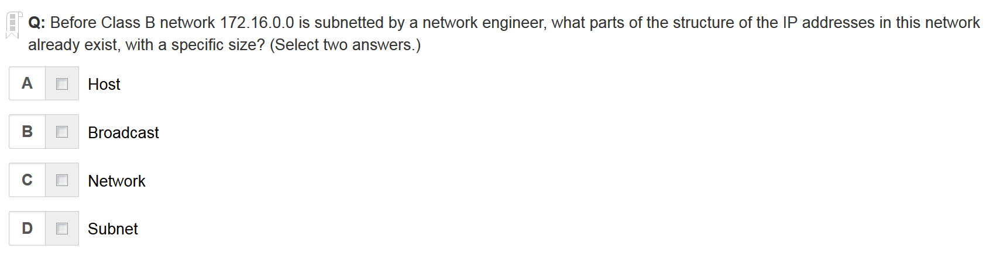 Q: Before Class B network 172.16.0.0 is subnetted by a network engineer, what parts of the structure of the IP addresses in this network
already exist, with a specific size? (Select two answers.)
A Host
B Broadcast
C Network
D Subnet